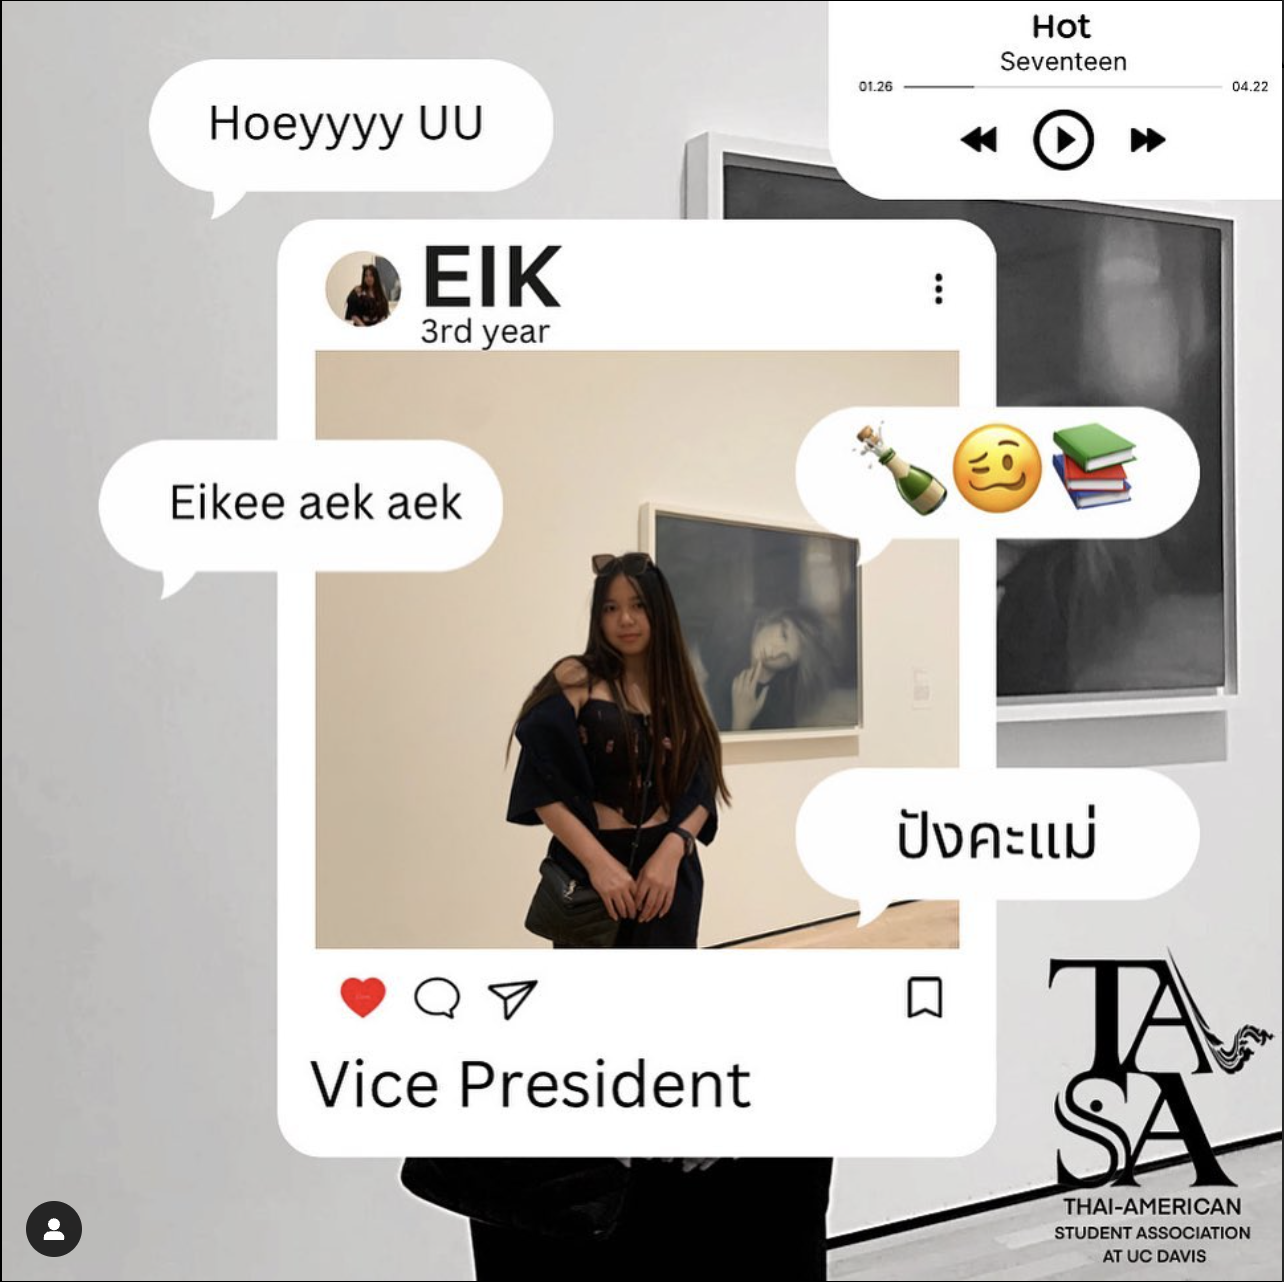 Hot
Seventeen
01.26 04.22
Hoeyyyy UU
EIK
3rd year
Eikee aek aek
ปังคะแม่
Vice President
TA
SA
THAI-AMERICAN
STUDENT ASSOCIATION
AT UC DAVIS